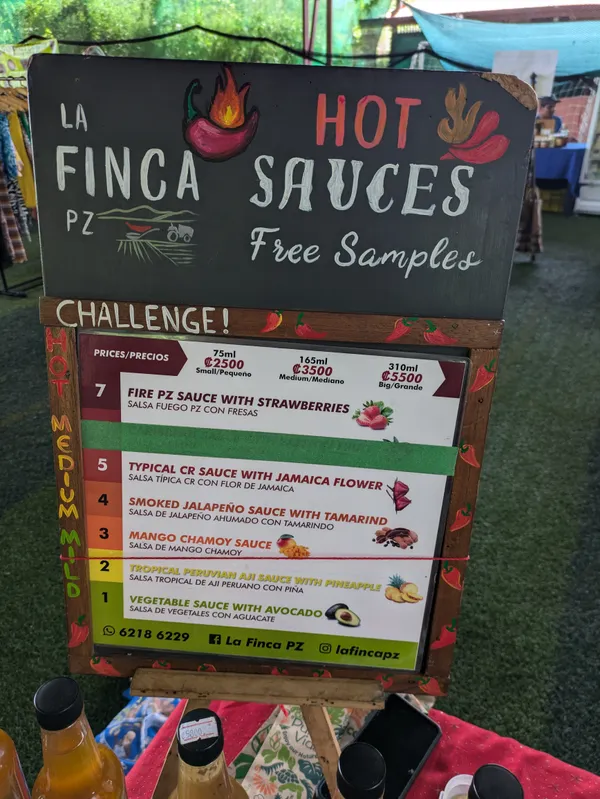 LA
FINCA
PZ
HOT
SAUCES
Free Samples
CHALLENGE!
HOT MEDIUM MILD
PRICES/PRECIOS
75ml
₡2500
Small/Pequeño
165ml
₡3500
Medium/Mediano
310ml
₡5500
Big/Grande
7
FIRE PZ SAUCE WITH STRAWBERRIES
SALSA FUEGO PZ CON FRESAS
5
TYPICAL CR SAUCE WITH JAMAICA FLOWER
SALSA TÍPICA CR CON FLOR DE JAMAICA
4
SMOKED JALAPEÑO SAUCE WITH TAMARIND
SALSA DE JALAPEÑO AHUMADO CON TAMARINDO
3
MANGO CHAMOY SAUCE
SALSA DE MANGO CHAMOY
2
TROPICAL PERUVIAN AJI SAUCE WITH PINEAPPLE
SALSA TROPICAL DE AJI PERUANO CON PIÑA
1
VEGETABLE SAUCE WITH AVOCADO
SALSA DE VEGETALES CON AGUACATE
6218 6229
La Finca PZ
lafincapz